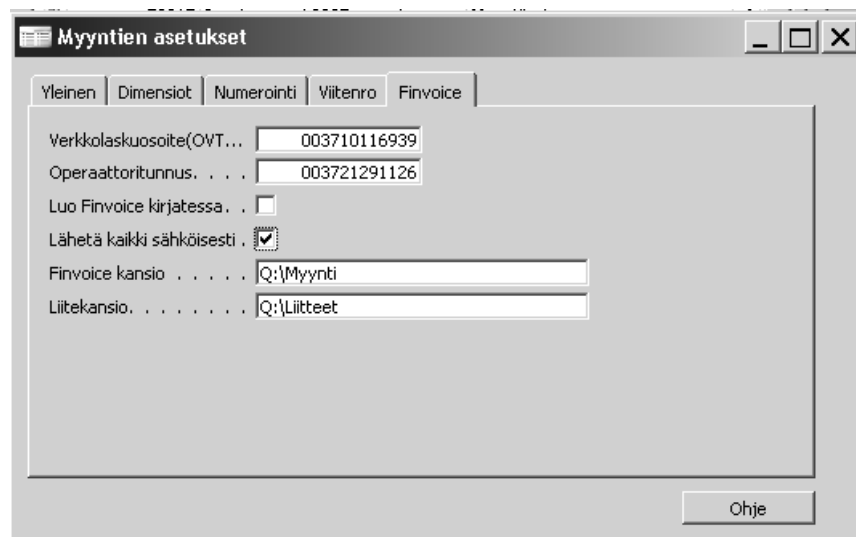 Myyntien asetukset
Yleinen Dimensiot Numerointi Viitenro Finvoice
Verkkolaskuosoite(OVT... 003710116939
Operaattoritunnus. . . . 003721291126
Luo Finvoice kirjatessa. .
Lähetä kaikki sähköisesti .
Finvoice kansio . . . . . Q:\Myynti
Liitekansio. . . . . . . . Q:\Liitteet
Ohje